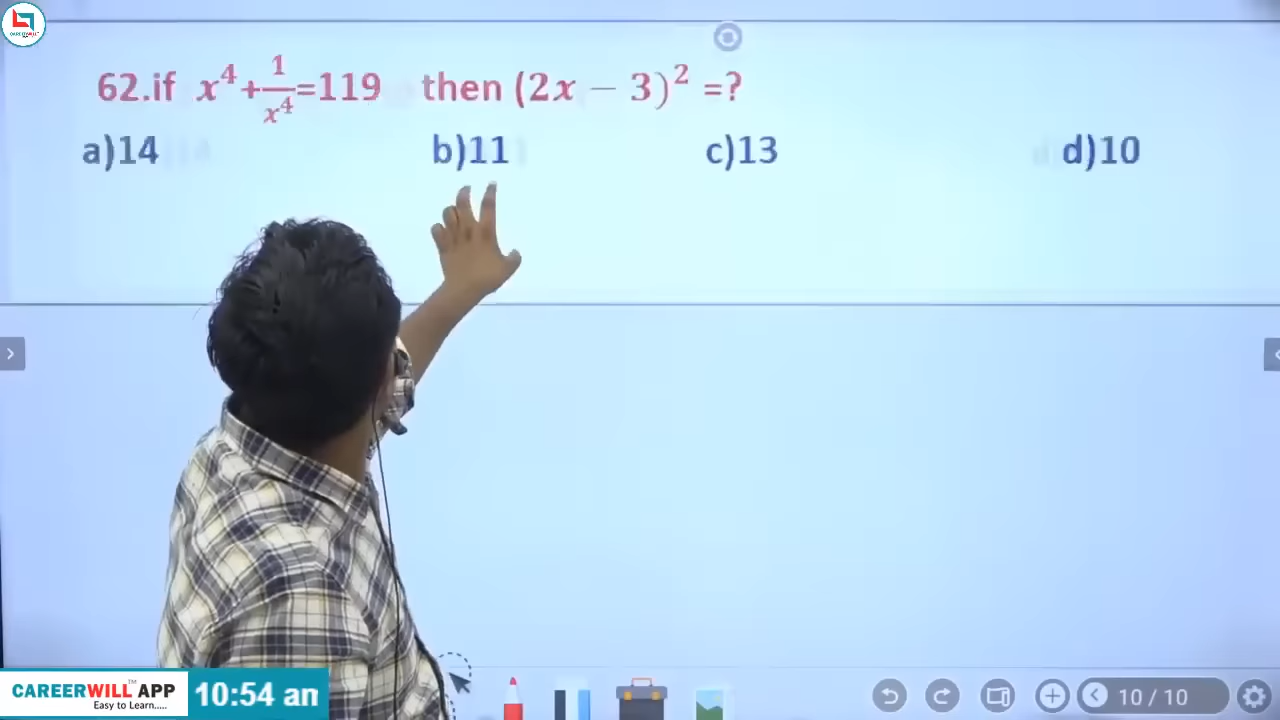 CAREERWILL
62.if x⁴+1/x⁴=119 then (2x − 3)² =?
a)14 b)11 c)13 d)10
CAREERWILL™APP
Easy to Learn.....
10:54 an
10 / 10